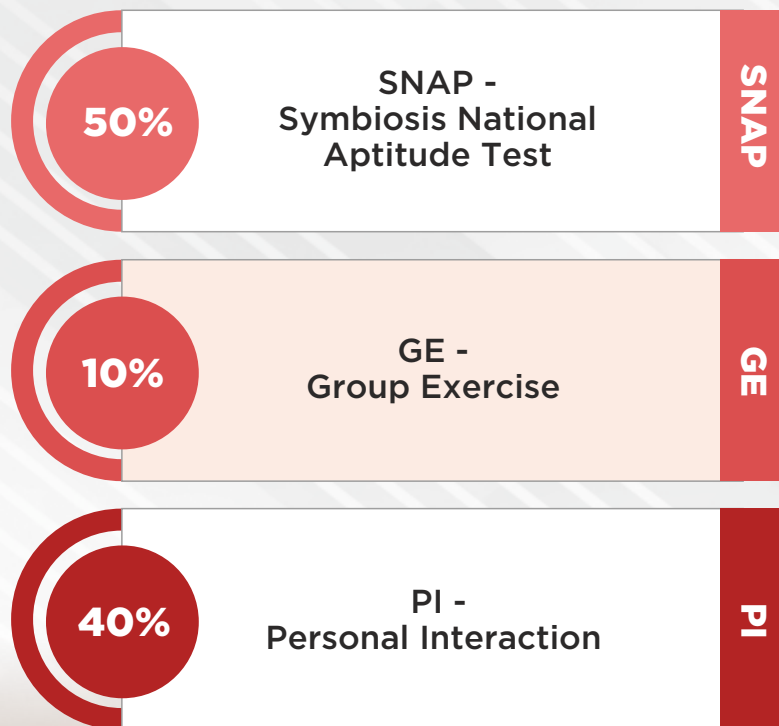 50%
SNAP -
Symbiosis National
Aptitude Test
SNAP
10%
GE -
Group Exercise
GE
40%
PI -
Personal Interaction
PI